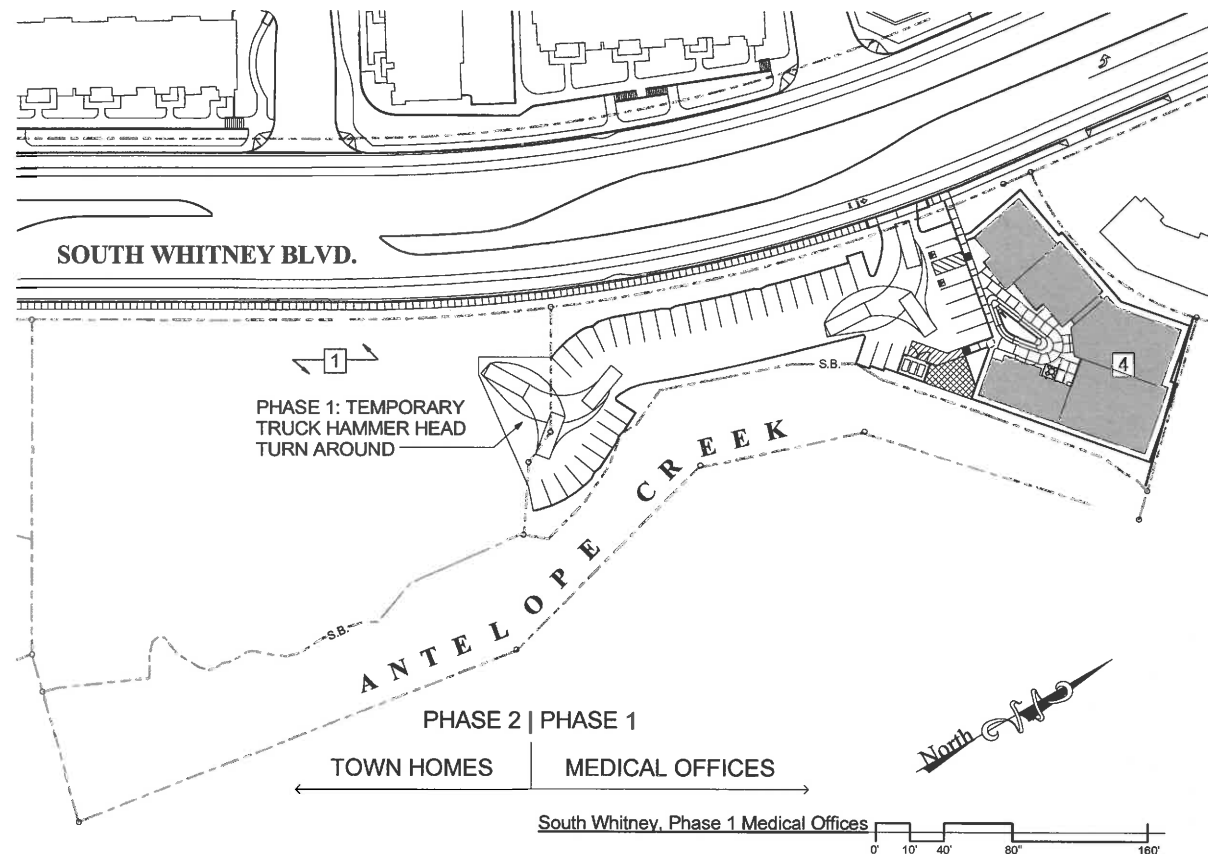 SOUTH WHITNEY BLVD.
1
PHASE 1: TEMPORARY
TRUCK HAMMER HEAD
TURN AROUND
S.B.
4
S.B.
ANTELOPE CREEK
PHASE 2 | PHASE 1
TOWN HOMES MEDICAL OFFICES
North
South Whitney, Phase 1 Medical Offices
0' 10' 40' 80" 160'